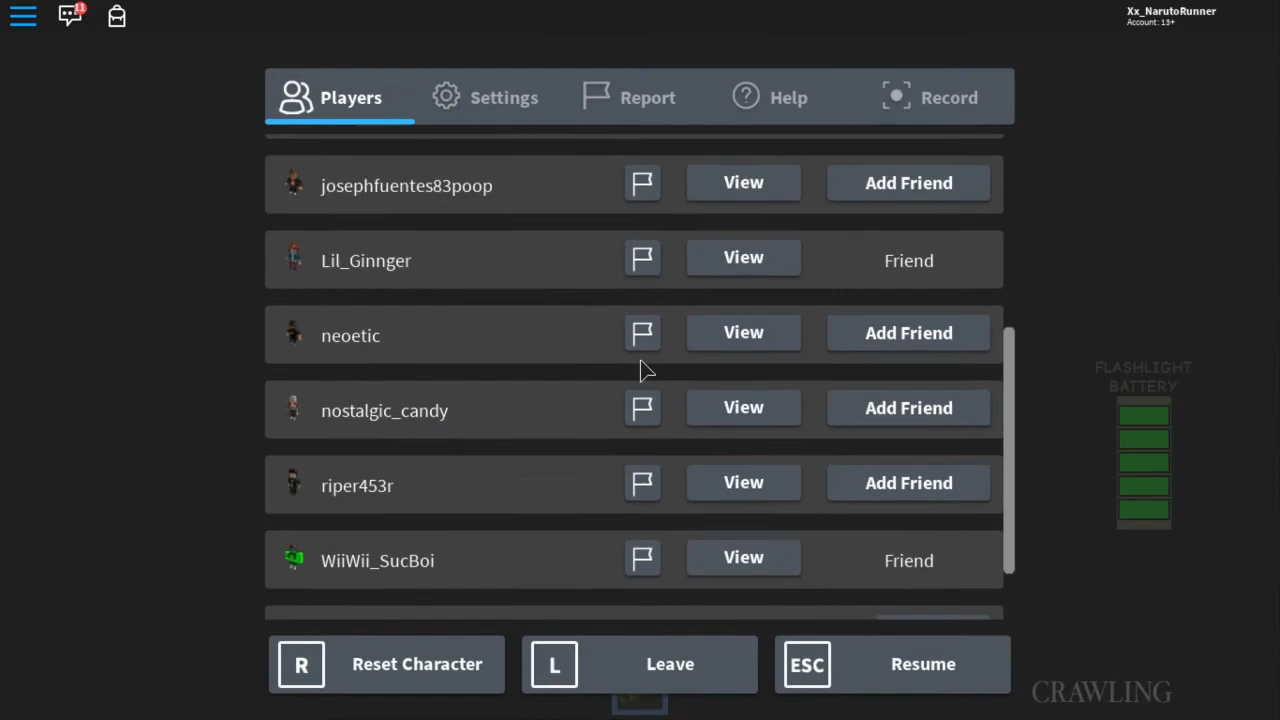 11
Xx_NarutoRunner
Account: 13+
Players Settings Report Help Record
josephfuentes83poop View Add Friend
Lil_Ginnger View Friend
neoetic View Add Friend
FLASHLIGHT
BATTERY
nostalgic_candy View Add Friend
riper453r View Add Friend
WiiWii_SucBoi View Friend
R Reset Character L Leave ESC Resume
CRAWLING